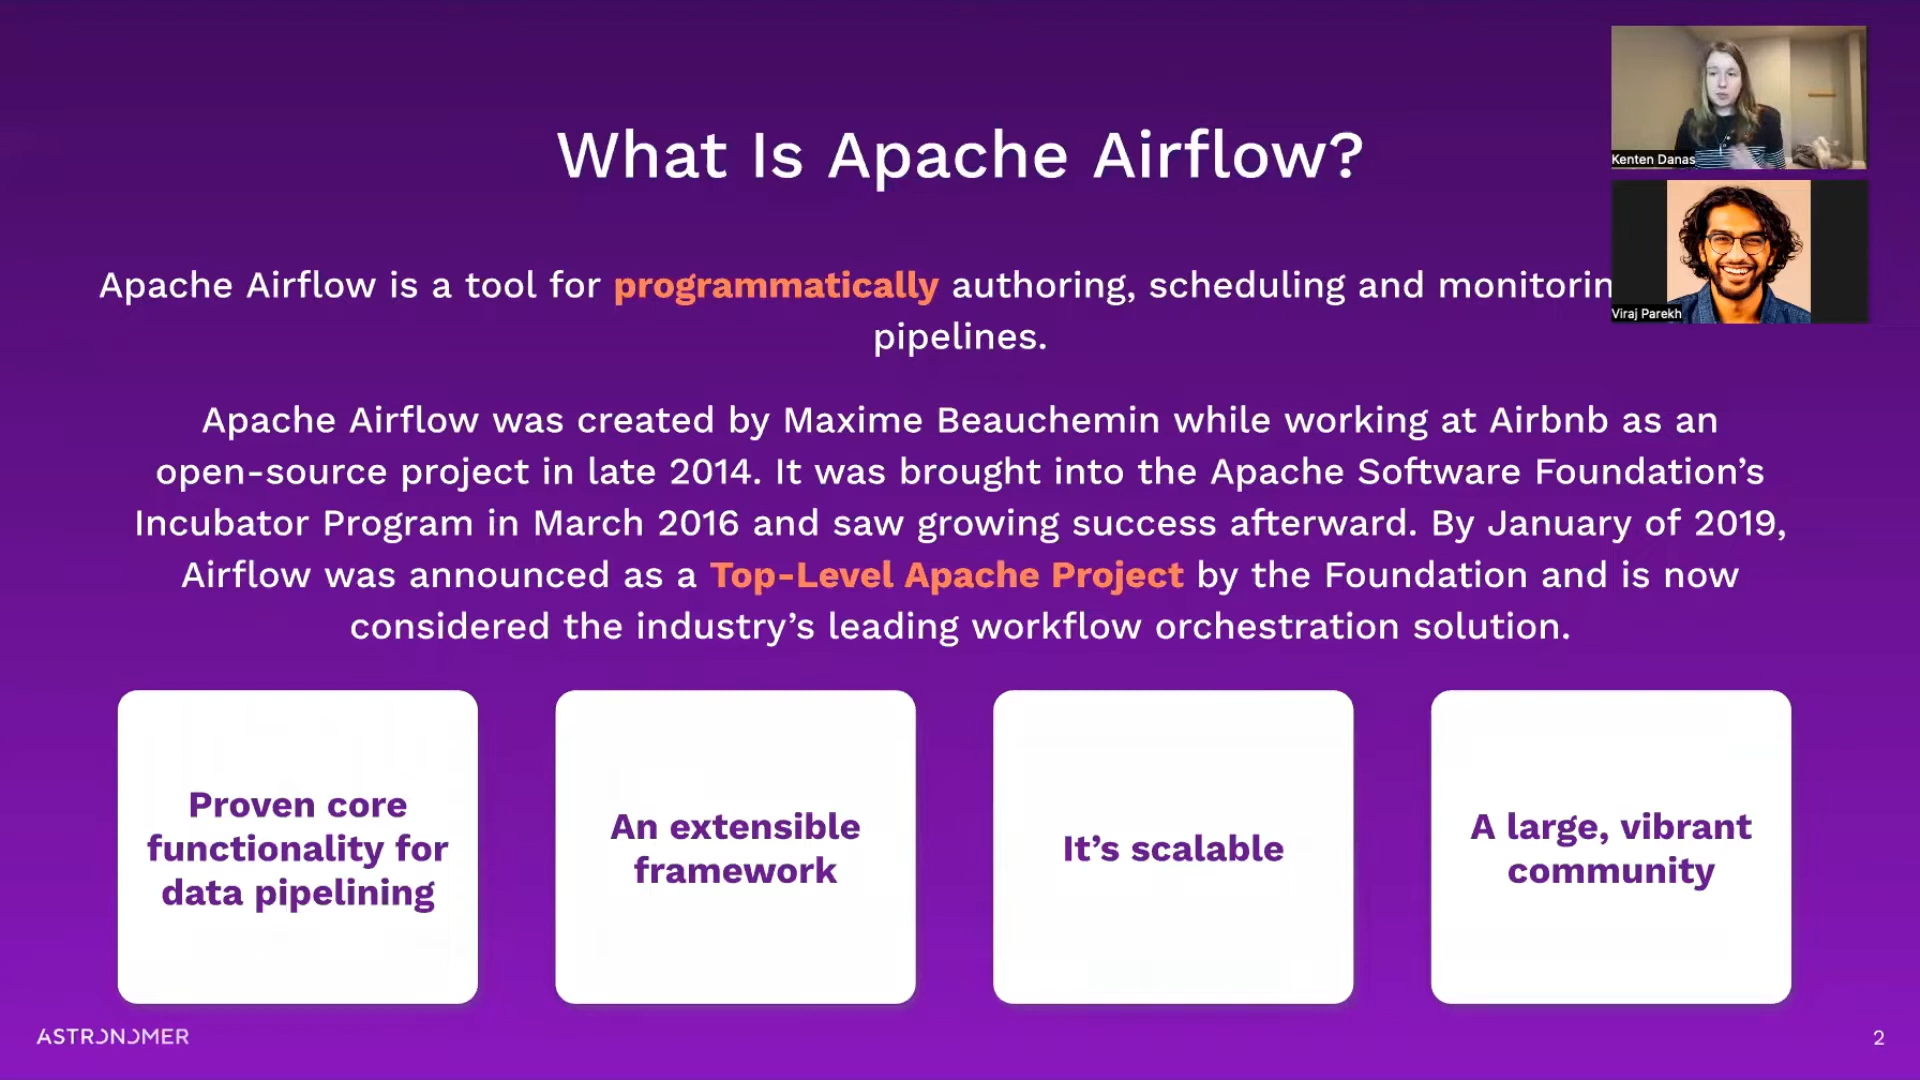 What Is Apache Airflow?
Kenten Danas
Apache Airflow is a tool for programmatically authoring, scheduling and
Viraj Parekh
pipelines.
Apache Airflow was created by Maxime Beauchemin while working at Airbnb as an
open-source project in late 2014. It was brought into the Apache Software Foundation’s
Incubator Program in March 2016 and saw growing success afterward. By January of 2019,
Airflow was announced as a Top-Level Apache Project by the Foundation and is now
considered the industry’s leading workflow orchestration solution.
Proven core
functionality for
data pipelining
An extensible
framework
It’s scalable
A large, vibrant
community
ASTRONOMER
2